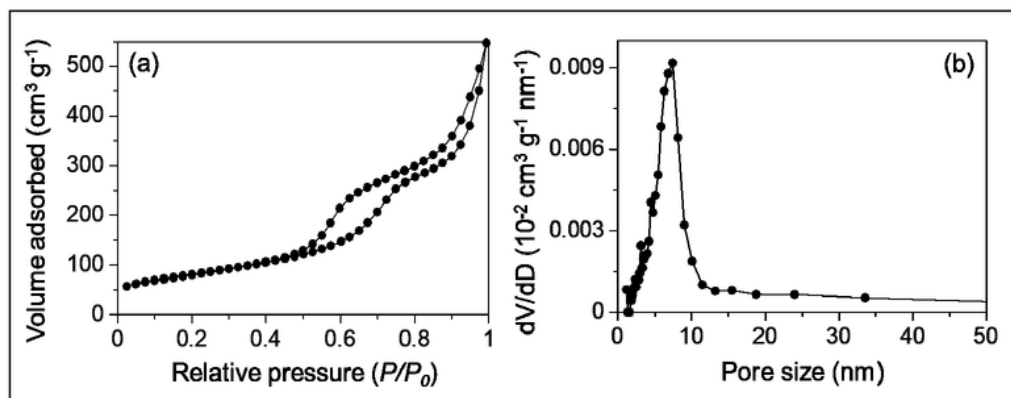 (a)
Volume adsorbed (cm³ g⁻¹)
500
400
300
200
100
0
0 0.2 0.4 0.6 0.8 1
Relative pressure (P/P₀)
(b)
dV/dD (10⁻² cm³ g⁻¹ nm⁻¹)
0.009
0.006
0.003
0
0 10 20 30 40 50
Pore size (nm)